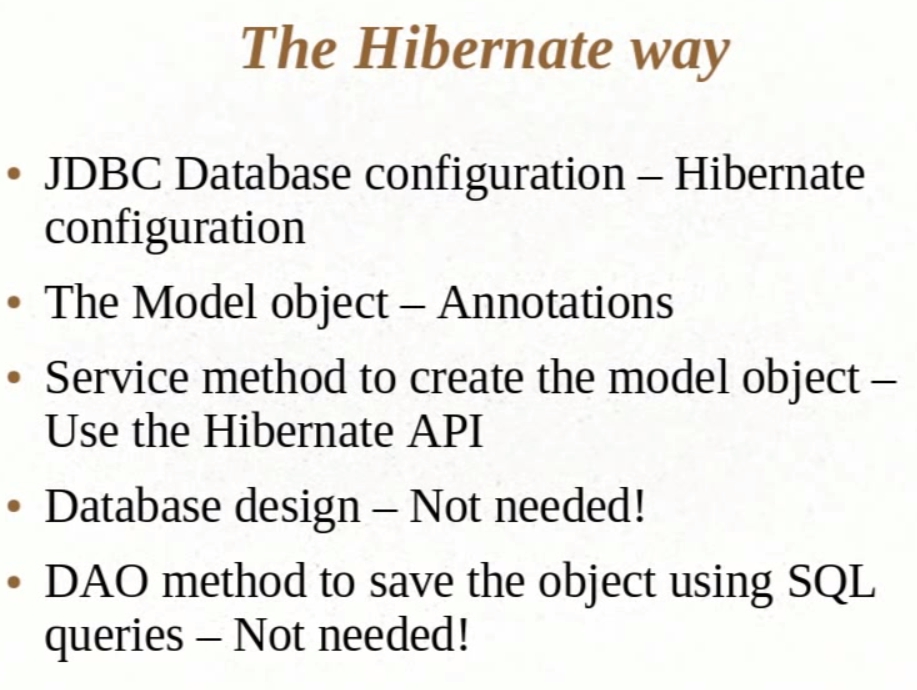 The Hibernate way
• JDBC Database configuration – Hibernate
configuration
• The Model object – Annotations
• Service method to create the model object –
Use the Hibernate API
• Database design – Not needed!
• DAO method to save the object using SQL
queries – Not needed!